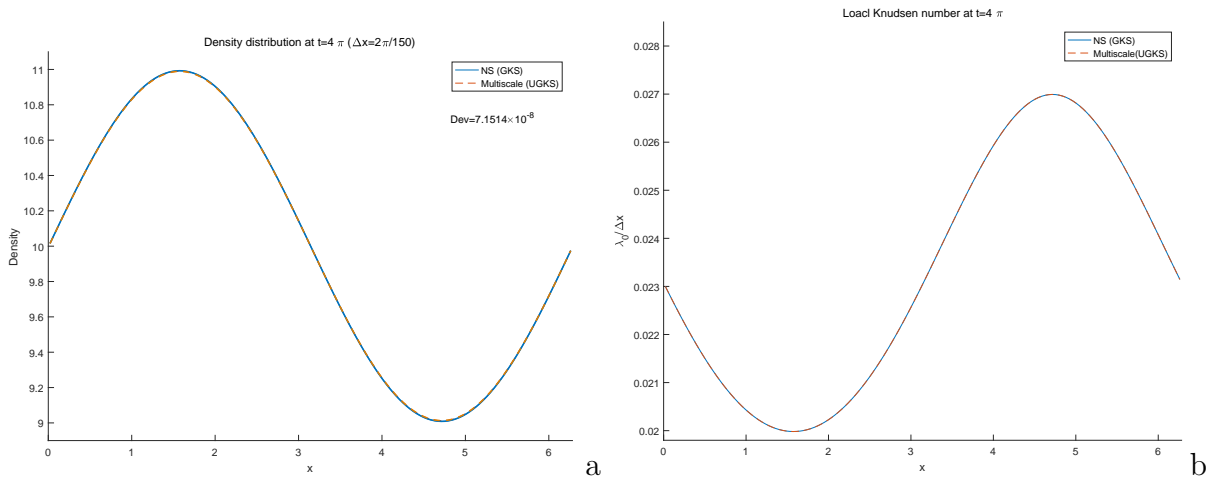 Density distribution at t=4 π (Δx=2π/150)
11
10.8
10.6
10.4
10.2
10
9.8
9.6
9.4
9.2
9
Density
0 1 2 3 4 5 6
x
NS (GKS)
Multiscale (UGKS)
Dev=7.1514×10^-8
a
Loacl Knudsen number at t=4 π
0.028
0.027
0.026
0.025
0.024
0.023
0.022
0.021
0.02
λ_0/Δx
0 1 2 3 4 5 6
x
NS (GKS)
Multiscale(UGKS)
b